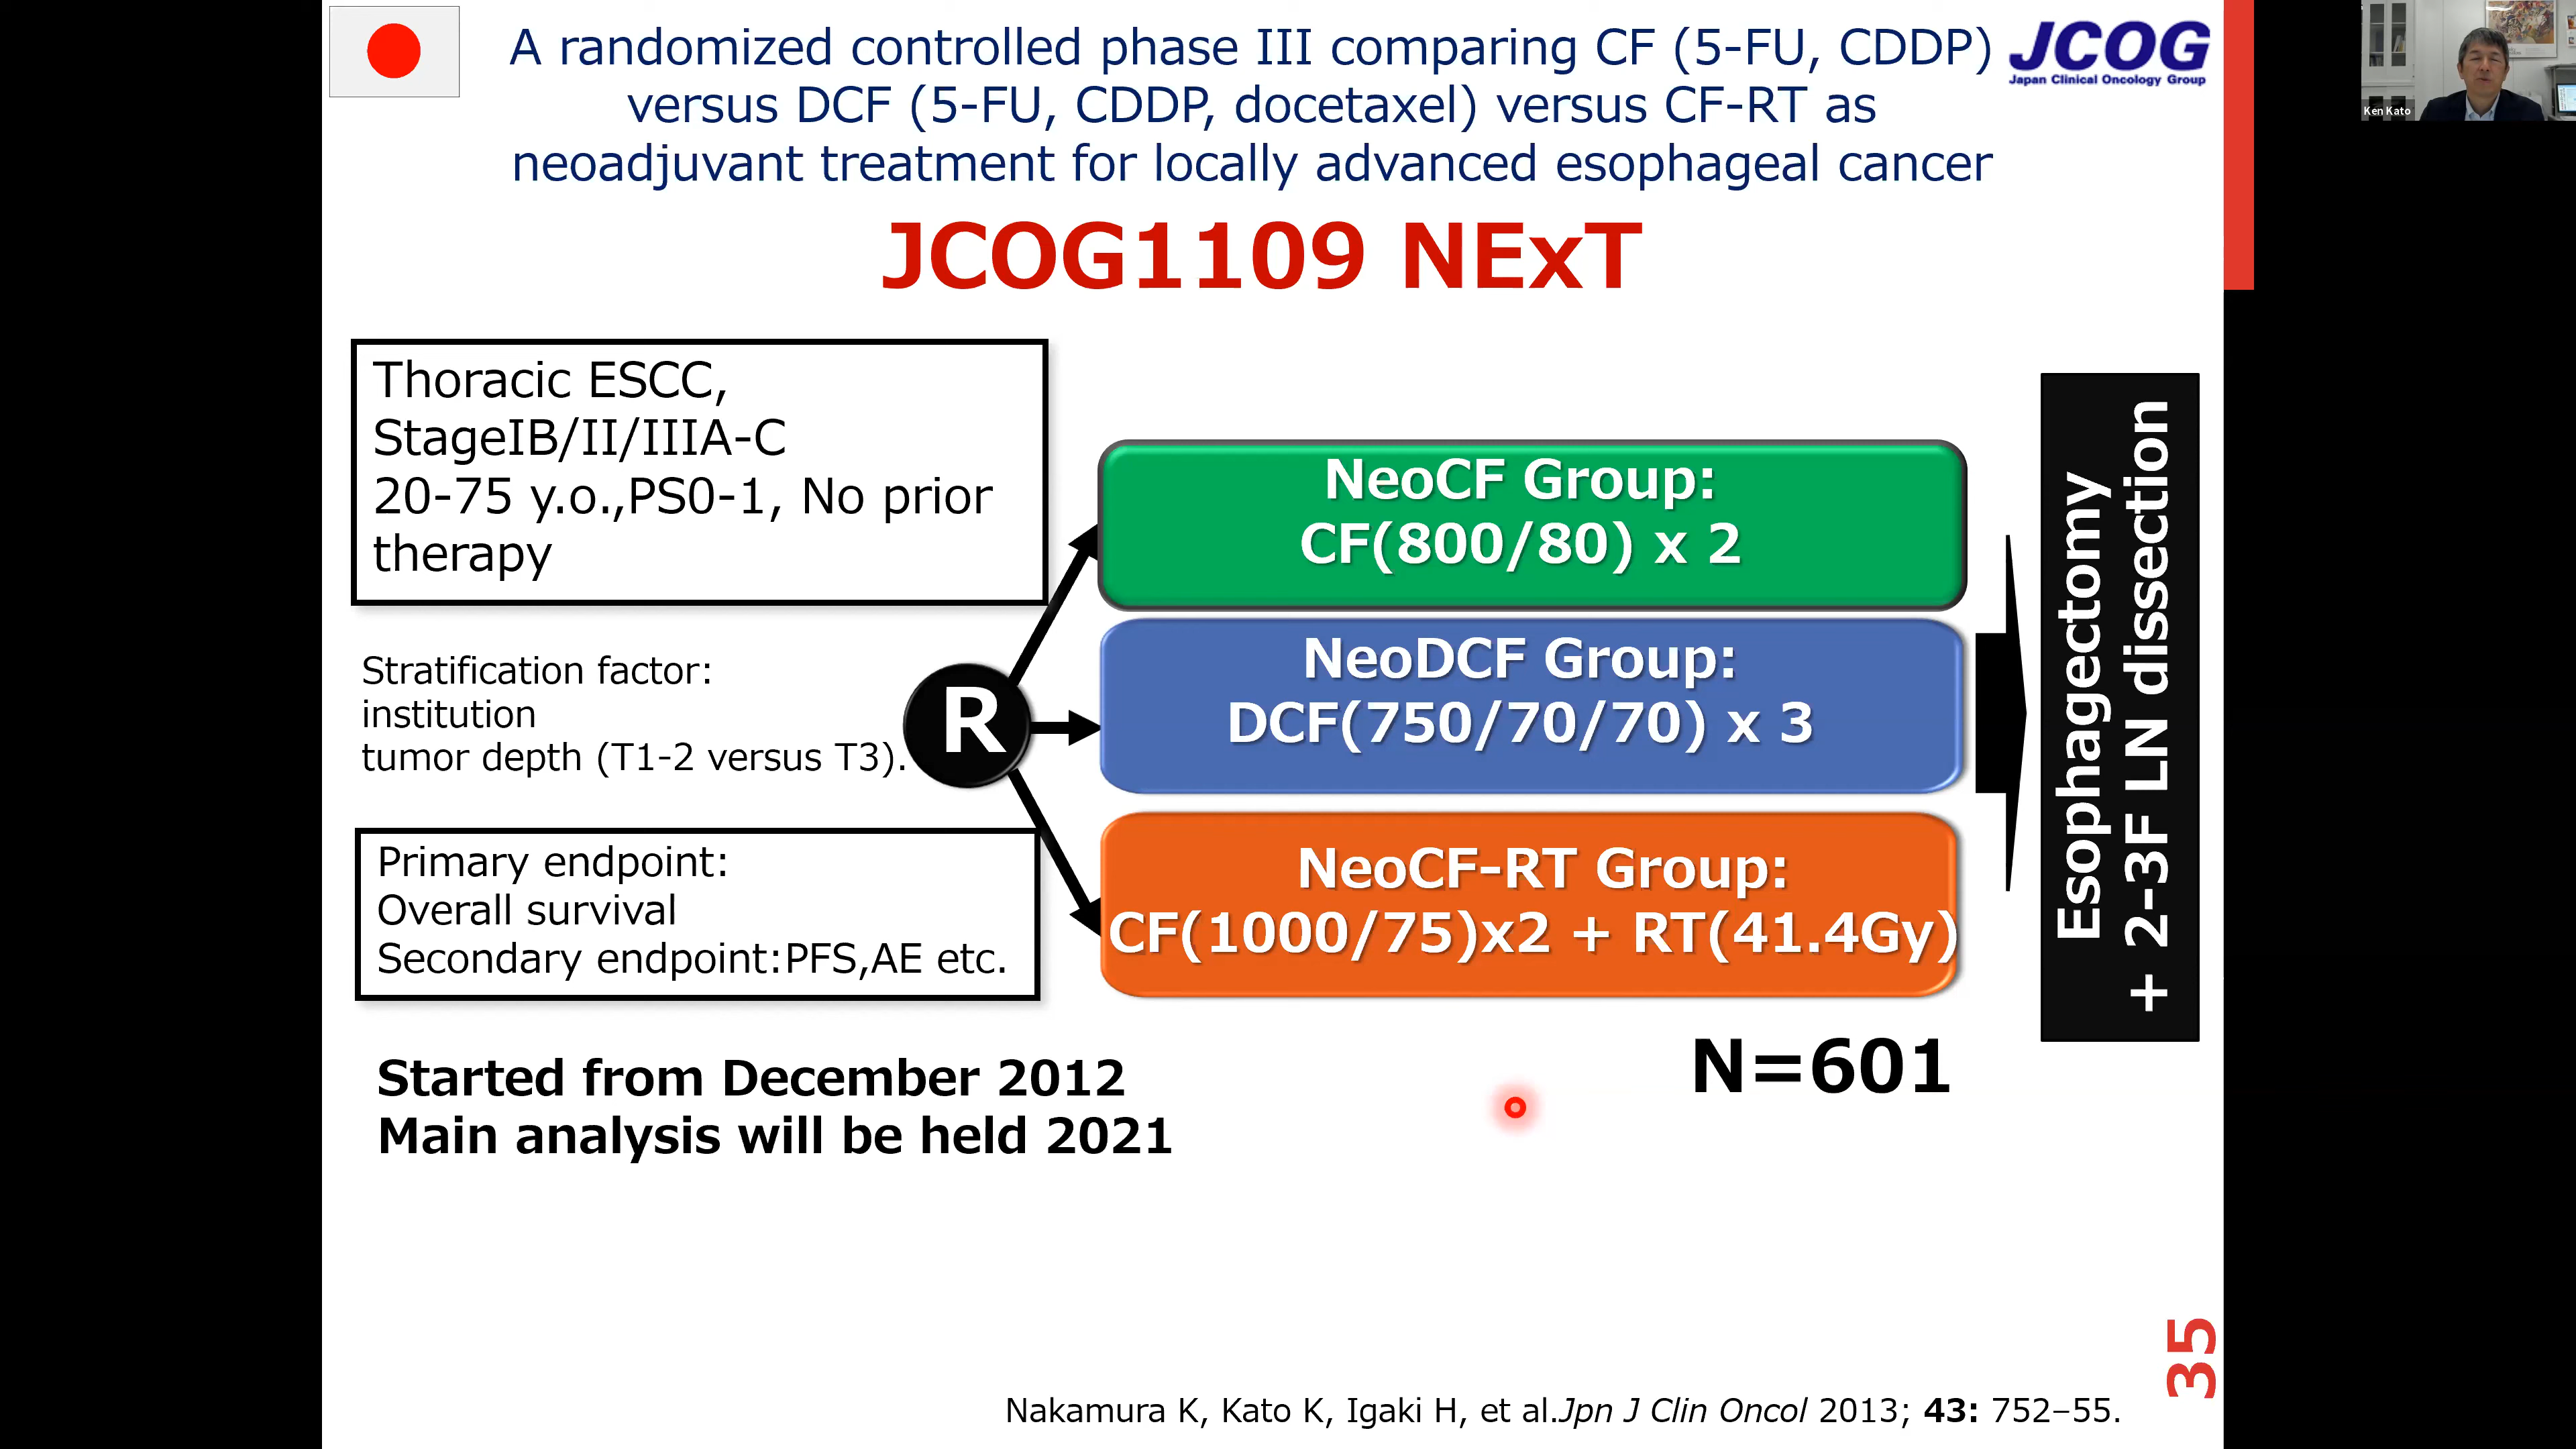 A randomized controlled phase III comparing CF (5-FU, CDDP)
versus DCF (5-FU, CDDP, docetaxel) versus CF-RT as
neoadjuvant treatment for locally advanced esophageal cancer
JCOG
Japan Clinical Oncology Group
Ken Kato
JCOG1109 NExT
Thoracic ESCC,
StageIB/II/IIIA-C
20-75 y.o.,PS0-1, No prior
therapy
Stratification factor:
institution
tumor depth (T1-2 versus T3).
R
Primary endpoint:
Overall survival
Secondary endpoint:PFS,AE etc.
NeoCF Group:
CF(800/80) x 2
NeoDCF Group:
DCF(750/70/70) x 3
NeoCF-RT Group:
CF(1000/75)x2 + RT(41.4Gy)
Esophagectomy
+ 2-3F LN dissection
N=601
Started from December 2012
Main analysis will be held 2021
35
Nakamura K, Kato K, Igaki H, et al.Jpn J Clin Oncol 2013; 43: 752–55.